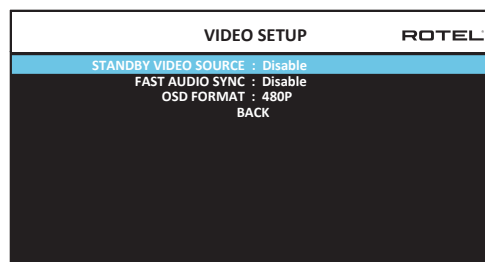 VIDEO SETUP
ROTEL
STANDBY VIDEO SOURCE : Disable
FAST AUDIO SYNC : Disable
OSD FORMAT : 480P
BACK